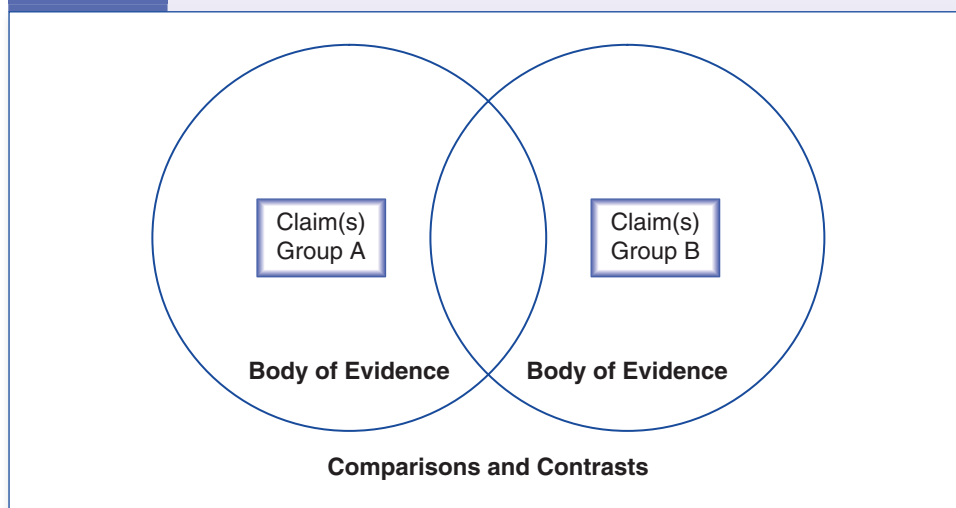 Claim(s)
Group A
Claim(s)
Group B
Body of Evidence
Body of Evidence
Comparisons and Contrasts